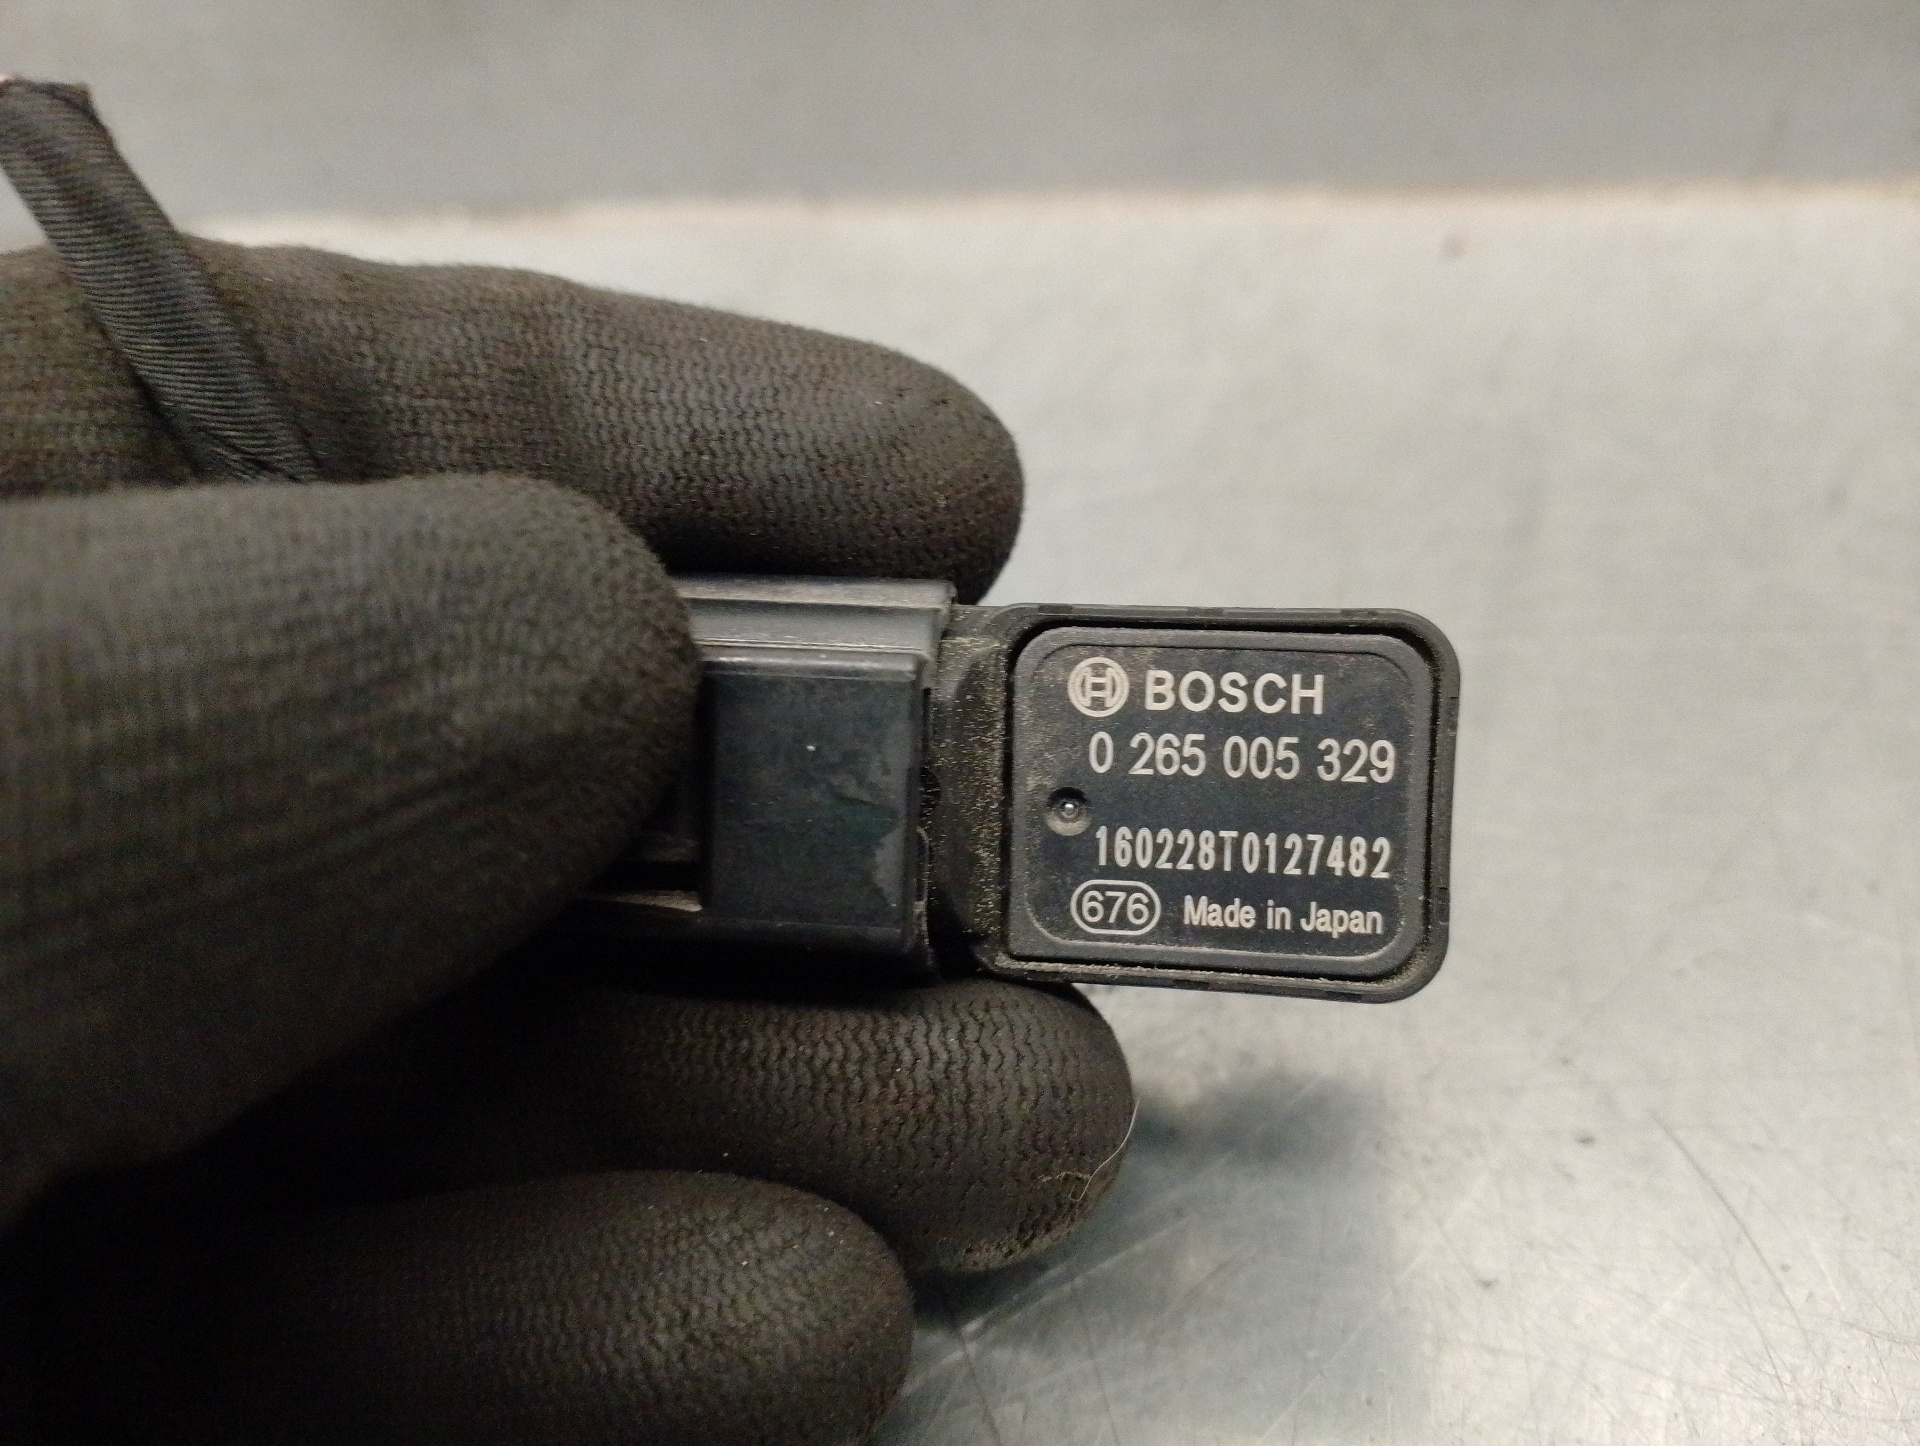 BOSCH
0 265 005 329
160228T0127482
676 Made in Japan